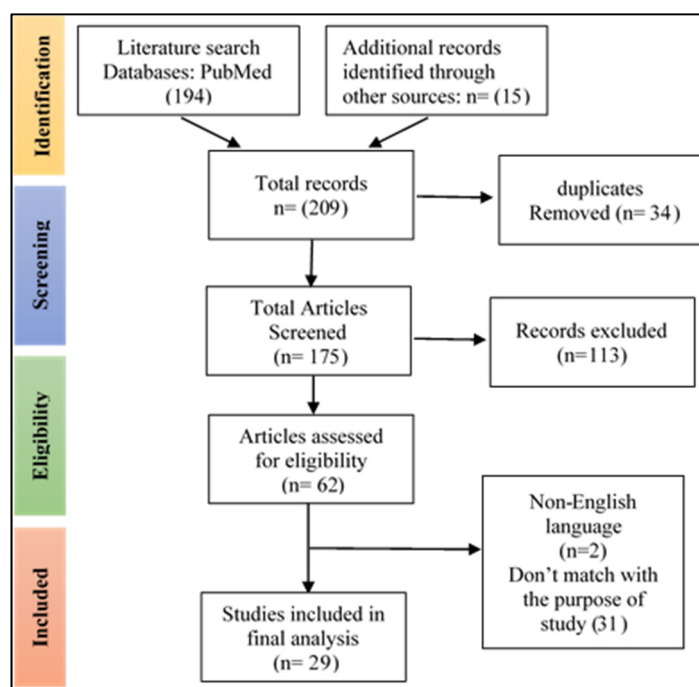 Identification
Literature search
Databases: PubMed
(194)
Additional records
identified through
other sources: n= (15)
Total records
n= (209)
duplicates
Removed (n= 34)
Screening
Total Articles
Screened
(n= 175)
Records excluded
(n=113)
Eligibility
Articles assessed
for eligibility
(n= 62)
Non-English
language
(n=2)
Don’t match with
the purpose of
study (31)
Included
Studies included in
final analysis
(n= 29)